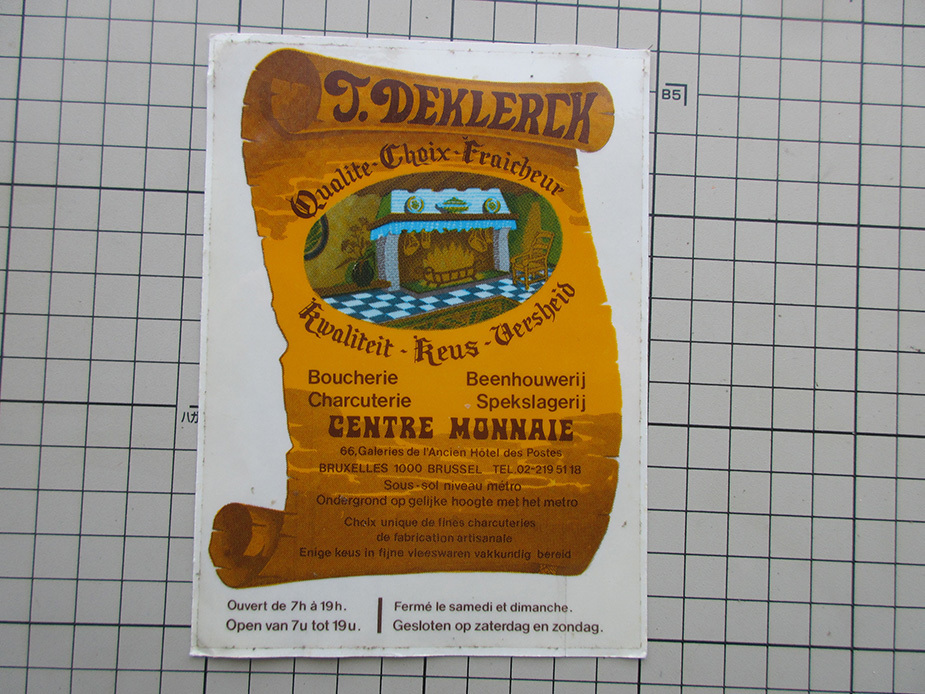 T. DEKLERCK
Qualite - Choix - Fraicheur
Kwaliteit - Keus - Versheid
Boucherie Beenhouwerij
Charcuterie Spekslagerij
CENTRE MONNAIE
66, Galeries de l'Ancien Hôtel des Postes
BRUXELLES 1000 BRUSSEL TEL. 02-219 51 18
Sous-sol niveau métro
Ondergrond op gelijke hoogte met het metro
Choix unique de fines charcuteries
de fabrication artisanale
Enige keus in fijne vleeswaren vakkundig bereid
Ouvert de 7h à 19h. Fermé le samedi et dimanche.
Open van 7u tot 19u. Gesloten op zaterdag en zondag.
B5